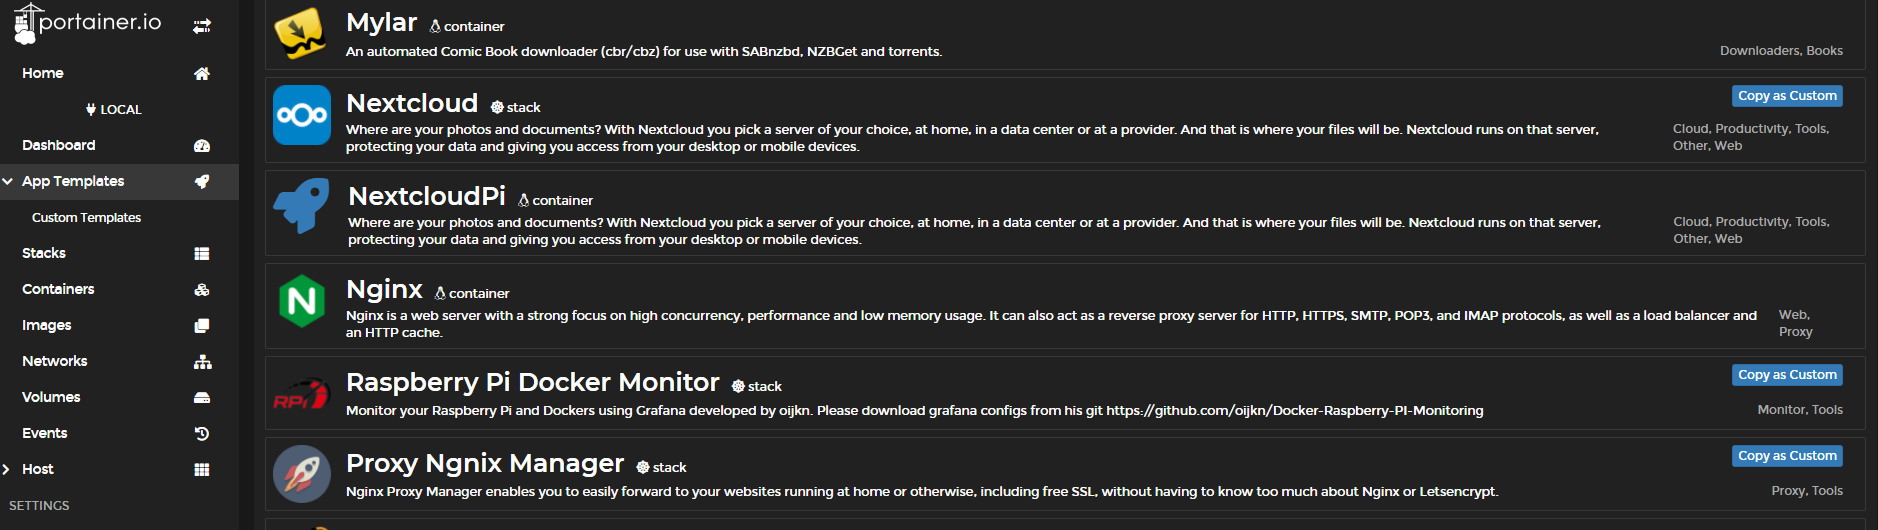 portainer.io
Home
LOCAL
Dashboard
App Templates
Custom Templates
Stacks
Containers
Images
Networks
Volumes
Events
Host
SETTINGS
Mylar container
An automated Comic Book downloader (cbr/cbz) for use with SABnzbd, NZBGet and torrents.
Downloaders, Books
Nextcloud stack
Copy as Custom
Where are your photos and documents? With Nextcloud you pick a server of your choice, at home, in a data center or at a provider. And that is where your files will be. Nextcloud runs on that server,
protecting your data and giving you access from your desktop or mobile devices.
Cloud, Productivity, Tools,
Other, Web
NextcloudPi container
Where are your photos and documents? With Nextcloud you pick a server of your choice, at home, in a data center or at a provider. And that is where your files will be. Nextcloud runs on that server,
protecting your data and giving you access from your desktop or mobile devices.
Cloud, Productivity, Tools,
Other, Web
N
Nginx container
Nginx is a web server with a strong focus on high concurrency, performance and low memory usage. It can also act as a reverse proxy server for HTTP, HTTPS, SMTP, POP3, and IMAP protocols, as well as a load balancer and
an HTTP cache.
Web,
Proxy
RPi
Raspberry Pi Docker Monitor stack
Copy as Custom
Monitor your Raspberry Pi and Dockers using Grafana developed by oijkn. Please download grafana configs from his git https://github.com/oijkn/Docker-Raspberry-PI-Monitoring
Monitor, Tools
Proxy Ngnix Manager stack
Copy as Custom
Nginx Proxy Manager enables you to easily forward to your websites running at home or otherwise, including free SSL, without having to know too much about Nginx or Letsencrypt.
Proxy, Tools